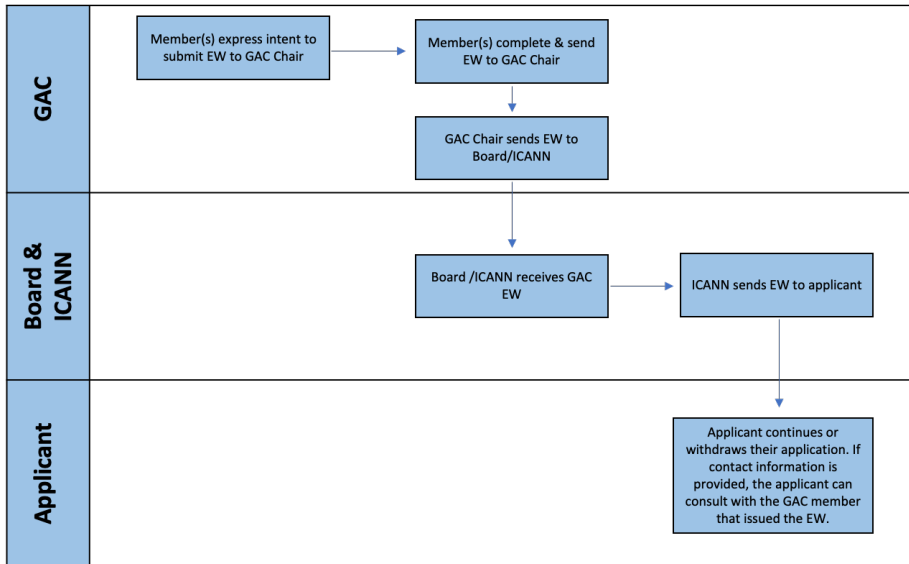 GAC
Member(s) express intent to
submit EW to GAC Chair
Member(s) complete & send
EW to GAC Chair
GAC Chair sends EW to
Board/ICANN
Board &
ICANN
Board /ICANN receives GAC
EW
ICANN sends EW to applicant
Applicant
Applicant continues or
withdraws their application. If
contact information is
provided, the applicant can
consult with the GAC member
that issued the EW.